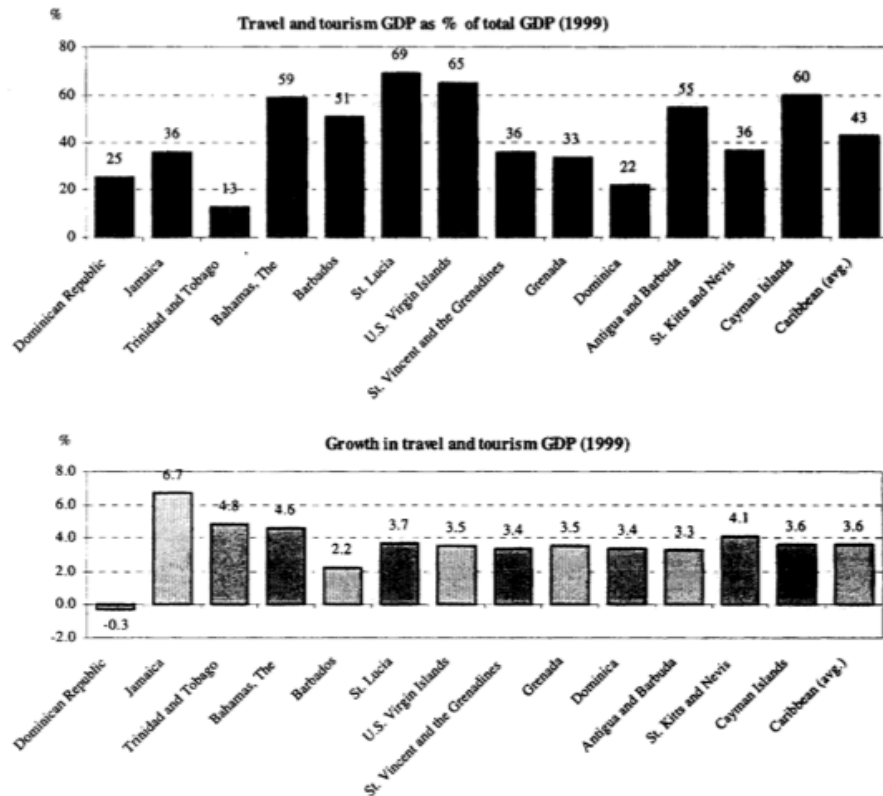 %
Travel and tourism GDP as % of total GDP (1999)
80
60
40
20
0
25
36
13
59
51
69
65
36
33
22
55
36
60
43
Dominican Republic
Jamaica
Trinidad and Tobago
Bahamas, The
Barbados
St. Lucia
U.S. Virgin Islands
St. Vincent and the Grenadines
Grenada
Dominica
Antigua and Barbuda
St. Kitts and Nevis
Cayman Islands
Caribbean (avg.)
%
Growth in travel and tourism GDP (1999)
8.0
6.0
4.0
2.0
0.0
-2.0
-0.3
6.7
4.8
4.6
2.2
3.7
3.5
3.4
3.5
3.4
3.3
4.1
3.6
3.6
Dominican Republic
Jamaica
Trinidad and Tobago
Bahamas, The
Barbados
St. Lucia
U.S. Virgin Islands
St. Vincent and the Grenadines
Grenada
Dominica
Antigua and Barbuda
St. Kitts and Nevis
Cayman Islands
Caribbean (avg.)